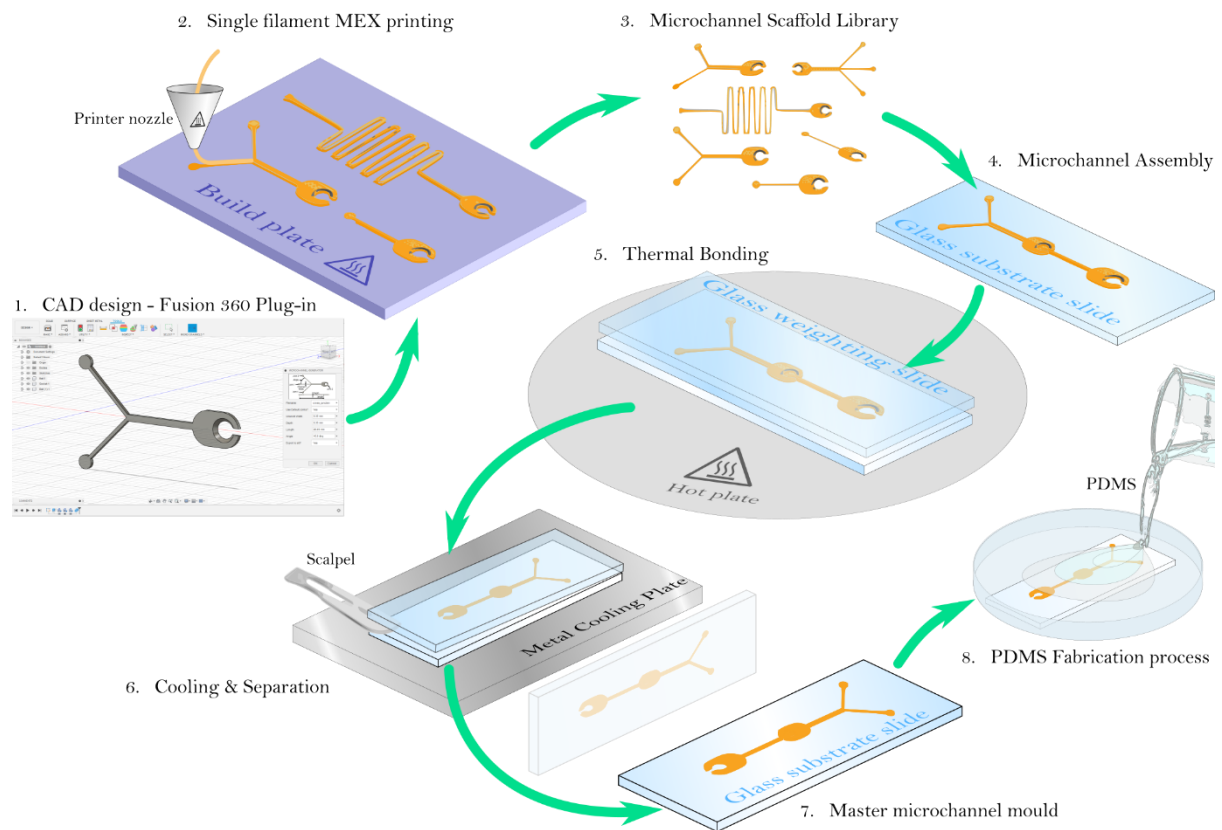 2. Single filament MEX printing
3. Microchannel Scaffold Library
Printer nozzle
4. Microchannel Assembly
Build plate
Glass substrate slide
5. Thermal Bonding
Glass weighting slide
1. CAD design - Fusion 360 Plug-in
Hot plate
PDMS
Scalpel
Metal Cooling Plate
6. Cooling & Separation
8. PDMS Fabrication process
Glass substrate slide
7. Master microchannel mould